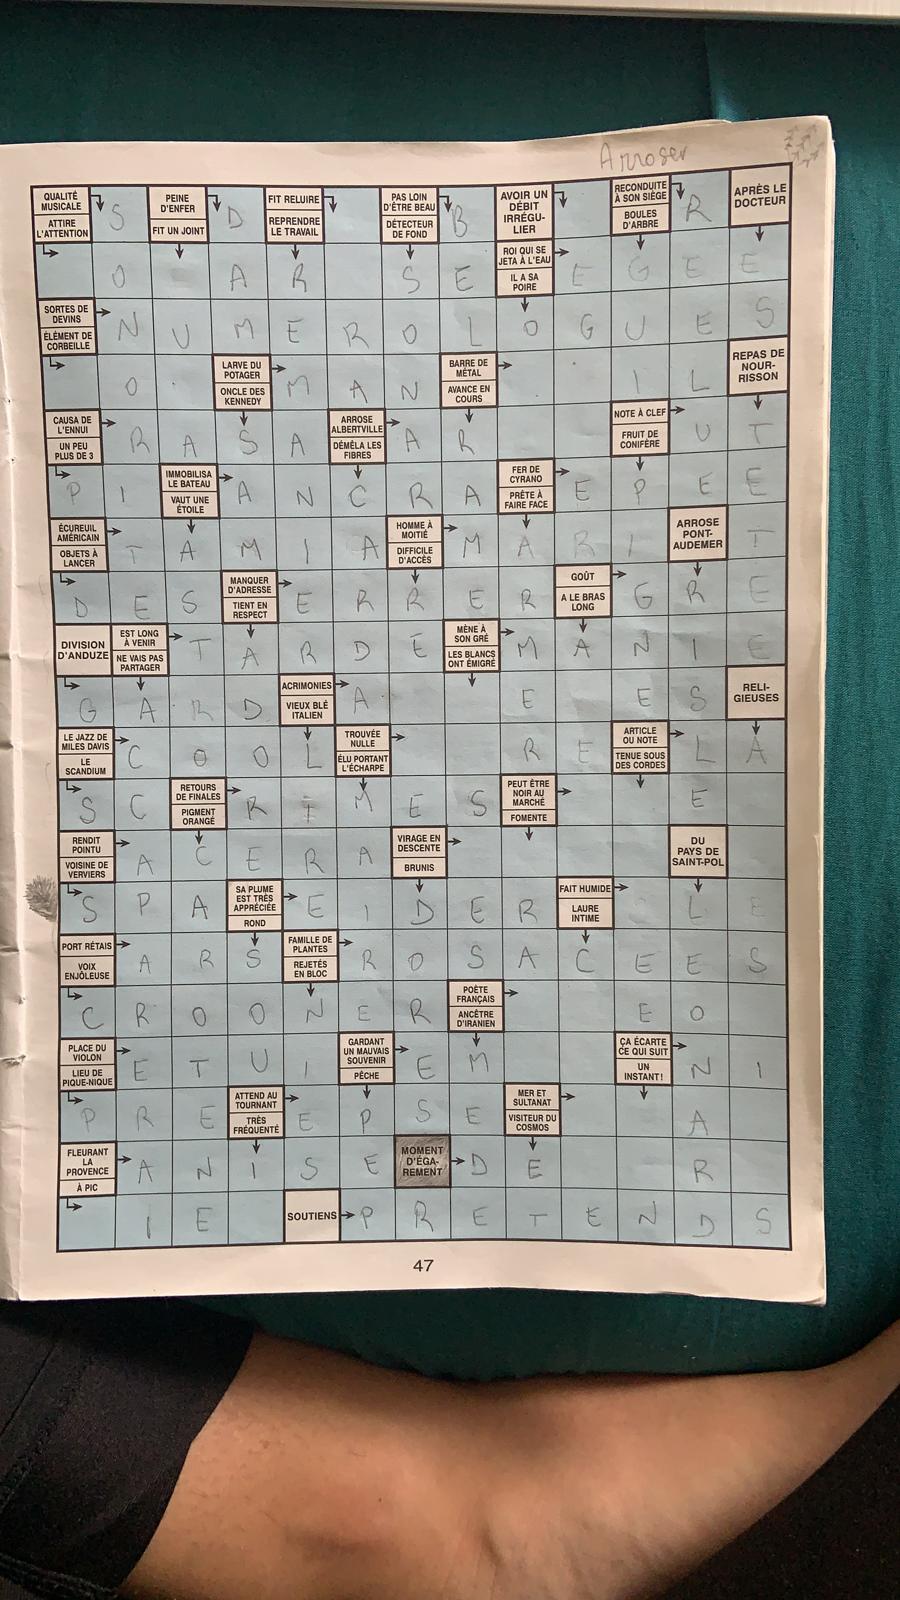 Arroser
QUALITÉ MUSICALE
ATTIRE L'ATTENTION
S
PEINE D'ENFER
FIT UN JOINT
D
FIT RELUIRE
REPRENDRE LE TRAVAIL
PAS LOIN D'ÊTRE BEAU
DÉTECTEUR DE FOND
B
AVOIR UN DÉBIT IRRÉGU-LIER
RECONDUITE À SON SIÈGE
BOULES D'ARBRE
R
APRÈS LE DOCTEUR
O
A R
S E
ROI QUI SE JETA À L'EAU
IL A SA POIRE
E G E E
SORTES DE DEVINS
ÉLÉMENT DE CORBEILLE
N U M E R O L O G U E S
O
LARVE DU POTAGER
ONCLE DES KENNEDY
M A N
BARRE DE MÉTAL
AVANCE EN COURS
I L
REPAS DE NOUR-RISSON
CAUSA DE L'ENNUI
UN PEU PLUS DE 3
R A S A
ARROSE ALBERTVILLE
DÉMÊLA LES FIBRES
A R
NOTE À CLEF
FRUIT DE CONIFÈRE
U T
P I
IMMOBILISA LE BATEAU
VAUT UNE ÉTOILE
A N C R A
FER DE CYRANO
PRÊTE À FAIRE FACE
E P E E
ÉCUREUIL AMÉRICAIN
OBJETS À LANCER
T A M I A
HOMME À MOITIÉ
DIFFICILE D'ACCÈS
M A R I
ARROSE PONT-AUDEMER
T
D E S
MANQUER D'ADRESSE
TIENT EN RESPECT
E R R E R
GOÛT
A LE BRAS LONG
G R E
DIVISION D'ANDUZE
EST LONG À VENIR
NE VAIS PAS PARTAGER
T A R D E
MÈNE À SON GRÉ
LES BLANCS ONT ÉMIGRÉ
M A N I E
G A R D
ACRIMONIES
VIEUX BLÉ ITALIEN
A
E
E S
RELI-GIEUSES
LE JAZZ DE MILES DAVIS
LE SCANDIUM
C O O L
TROUVÉE NULLE
ÉLU PORTANT L'ÉCHARPE
R E
ARTICLE OU NOTE
TENUE SOUS DES CORDES
L A
S C
RETOURS DE FINALES
PIGMENT ORANGÉ
R I M E S
PEUT ÊTRE NOIR AU MARCHÉ
FOMENTE
E
RENDIT POINTU
VOISINE DE VERVIERS
A C E R A
VIRAGE EN DESCENTE
BRUNIS
DU PAYS DE SAINT-POL
S P A
SA PLUME EST TRÈS APPRÉCIÉE
ROND
E I D E R
FAIT HUMIDE
LAURE INTIME
L E
PORT RÉTAIS
VOIX ENJÔLEUSE
A R S
FAMILLE DE PLANTES
REJETÉS EN BLOC
R O S A C E E S
C R O O N E R
POÈTE FRANÇAIS
ANCÊTRE D'IRANIEN
E O
PLACE DU VIOLON
LIEU DE PIQUE-NIQUE
E T U I
GARDANT UN MAUVAIS SOUVENIR
PÊCHE
E M
ÇA ÉCARTE CE QUI SUIT
UN INSTANT!
N I
P R E
ATTEND AU TOURNANT
TRÈS FRÉQUENTÉ
E P S E
MER ET SULTANAT
VISITEUR DU COSMOS
A
FLEURANT LA PROVENCE
À PIC
A N I S E
MOMENT D'ÉGA-REMENT
D E
R
I E
SOUTIENS
P R E T E N D S
47